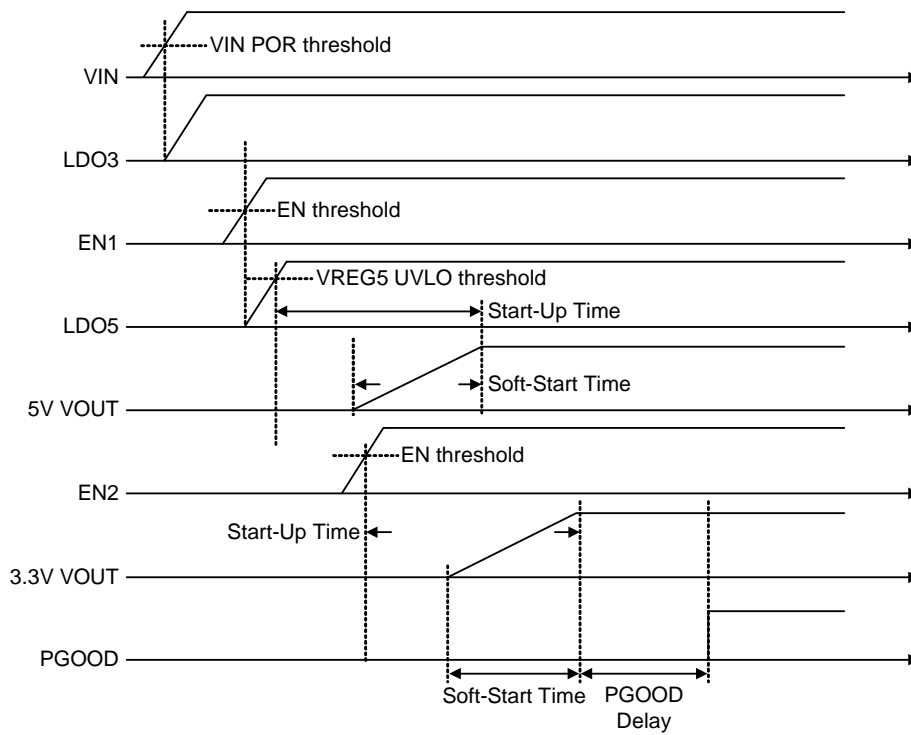 VIN POR threshold
VIN
LDO3
EN threshold
EN1
VREG5 UVLO threshold
Start-Up Time
LDO5
Soft-Start Time
5V VOUT
EN threshold
EN2
Start-Up Time
3.3V VOUT
PGOOD
Soft-Start Time
PGOOD
Delay